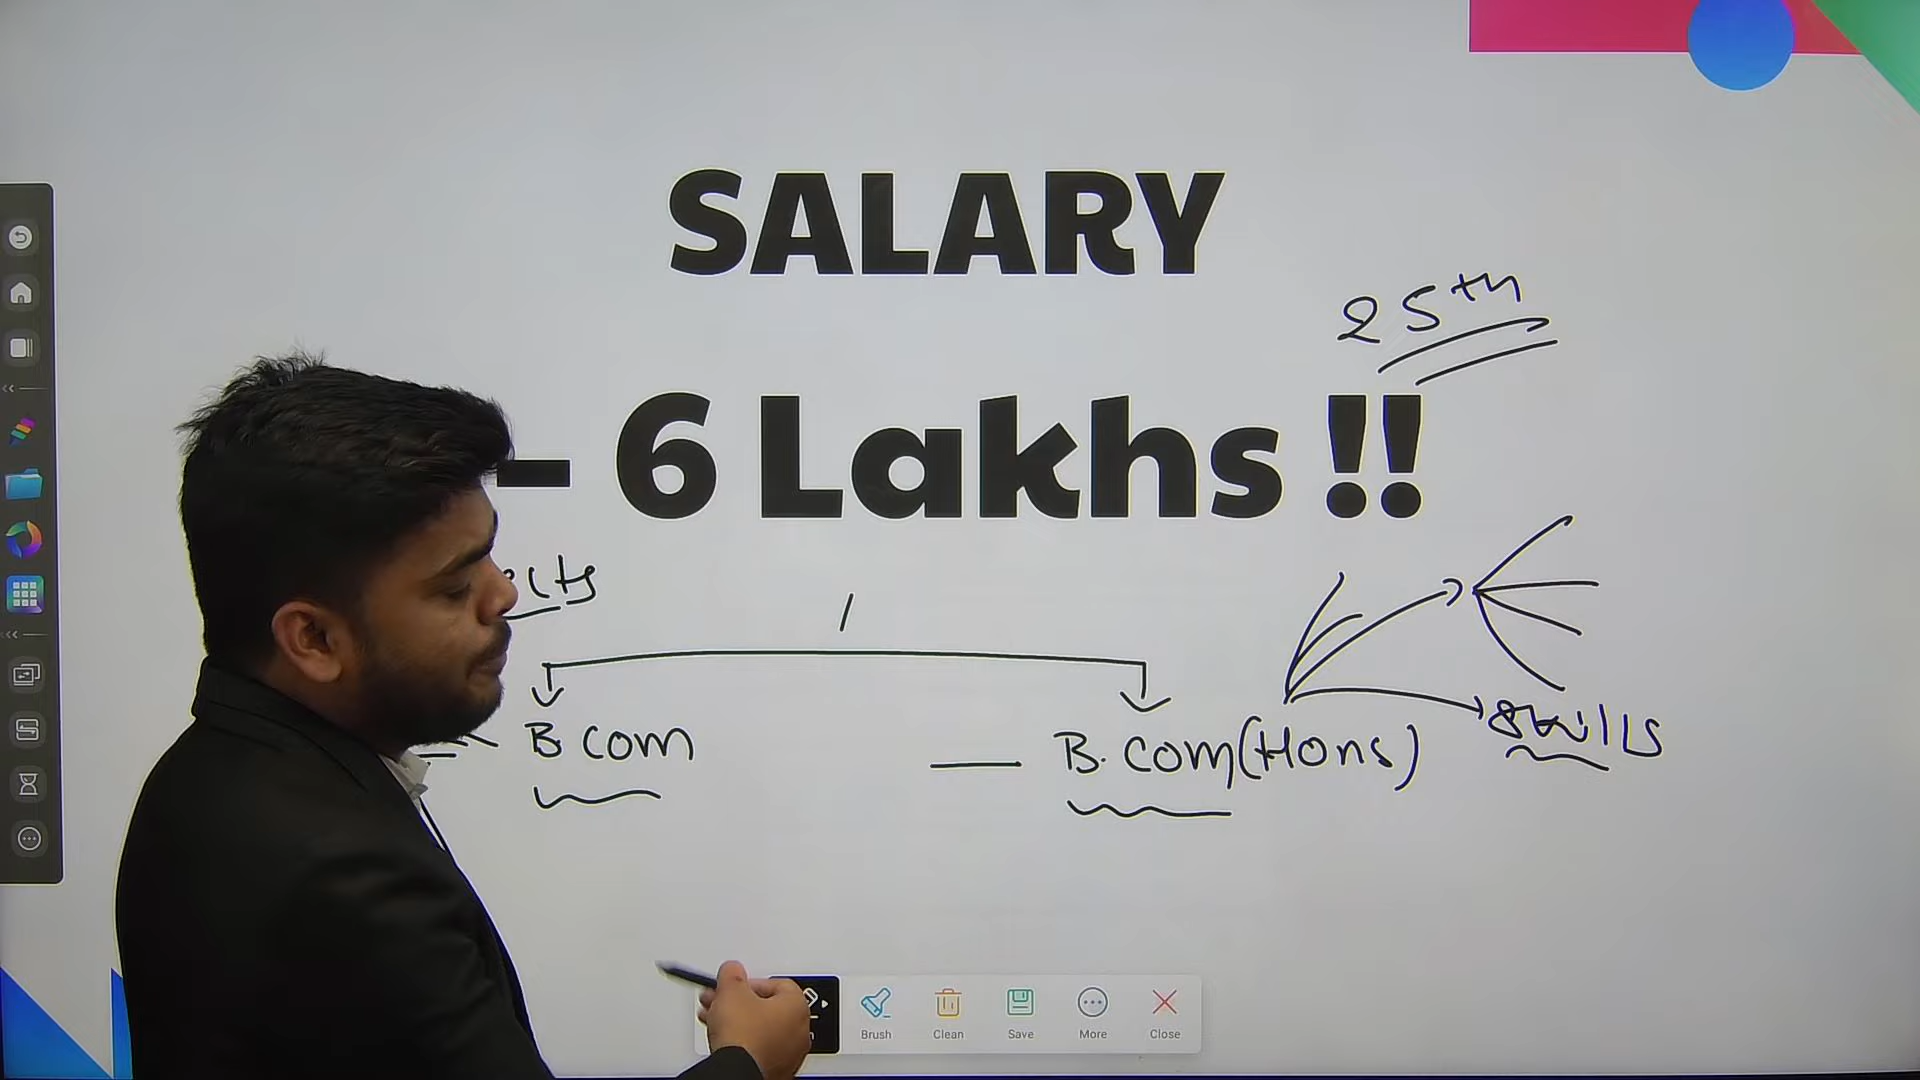 SALARY
25th
- 6 Lakhs !!
B com
B. com(Hons)
Skills
Brush
Clean
Save
More
Close